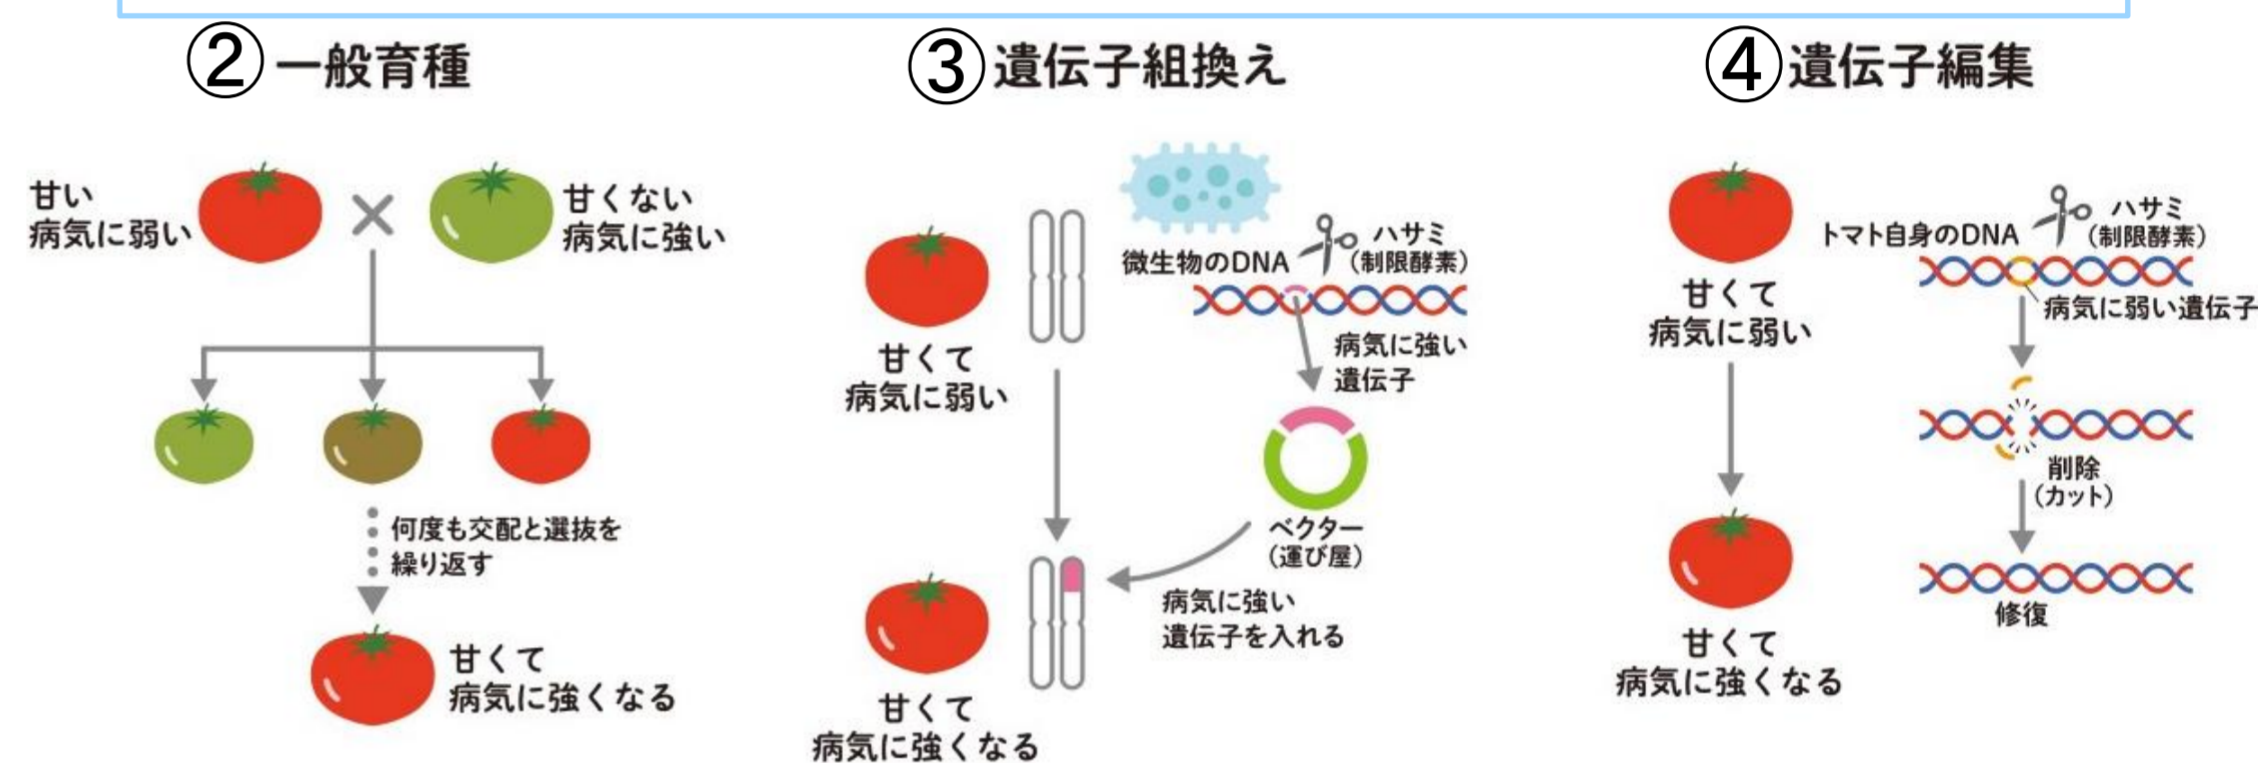 ②一般育種
甘い
病気に弱い
甘くない
病気に強い
何度も交配と選抜を
繰り返す
甘くて
病気に強くなる
③遺伝子組換え
微生物のDNA
ハサミ
（制限酵素）
甘くて
病気に弱い
病気に強い
遺伝子
ベクター
（運び屋）
病気に強い
遺伝子を入れる
甘くて
病気に強くなる
④遺伝子編集
トマト自身のDNA
ハサミ
（制限酵素）
甘くて
病気に弱い
病気に弱い遺伝子
削除
（カット）
修復
甘くて
病気に強くなる